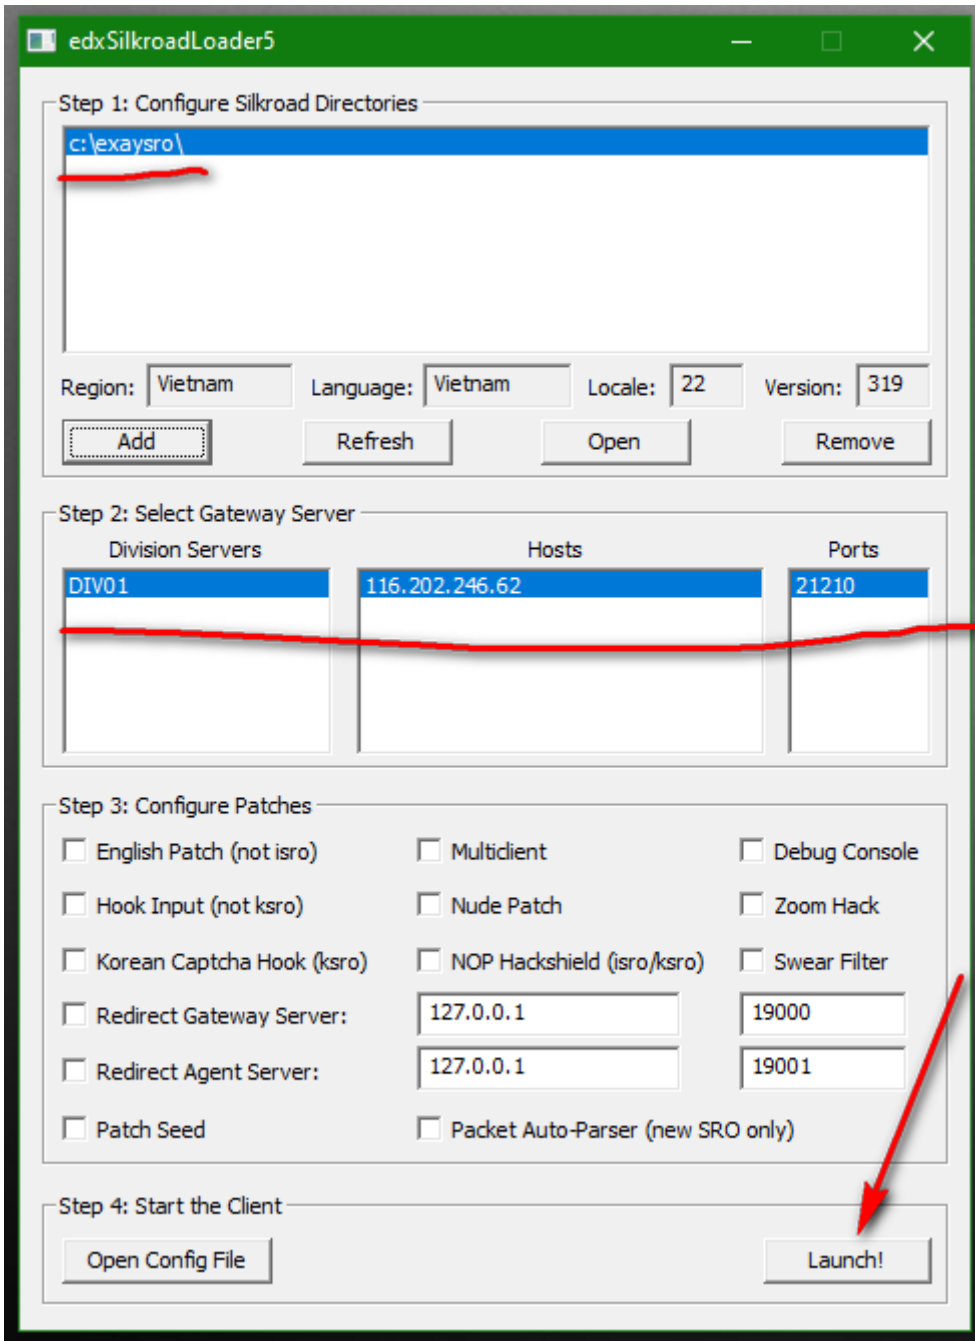 edxSilkroadLoader5
Step 1: Configure Silkroad Directories
c:\exaysro\
Region: Vietnam Language: Vietnam Locale: 22 Version: 319
Add Refresh Open Remove
Step 2: Select Gateway Server
Division Servers Hosts Ports
DIV01 116.202.246.62 21210
Step 3: Configure Patches
English Patch (not isro) Multiclient Debug Console
Hook Input (not ksro) Nude Patch Zoom Hack
Korean Captcha Hook (ksro) NOP Hackshield (isro/ksro) Swear Filter
Redirect Gateway Server: 127.0.0.1 19000
Redirect Agent Server: 127.0.0.1 19001
Patch Seed Packet Auto-Parser (new SRO only)
Step 4: Start the Client
Open Config File Launch!